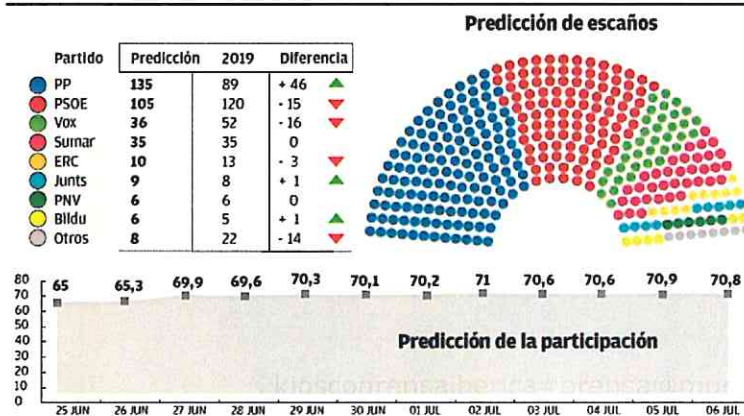 Predicción de escaños
Partido Predicción 2019 Diferencia
PP 135 89 + 46
PSOE 105 120 - 15
Vox 36 52 - 16
Sumar 35 35 0
ERC 10 13 - 3
Junts 9 8 + 1
PNV 6 6 0
Bildu 6 5 + 1
Otros 8 22 - 14
80
70
60
50
40
30
20
10
0
65 65,3 69,9 69,6 70,3 70,1 70,2 71 70,6 70,6 70,9 70,8
Predicción de la participación
25 JUN 26 JUN 27 JUN 28 JUN 29 JUN 30 JUN 01 JUL 02 JUL 03 JUL 04 JUL 05 JUL 06 JUL